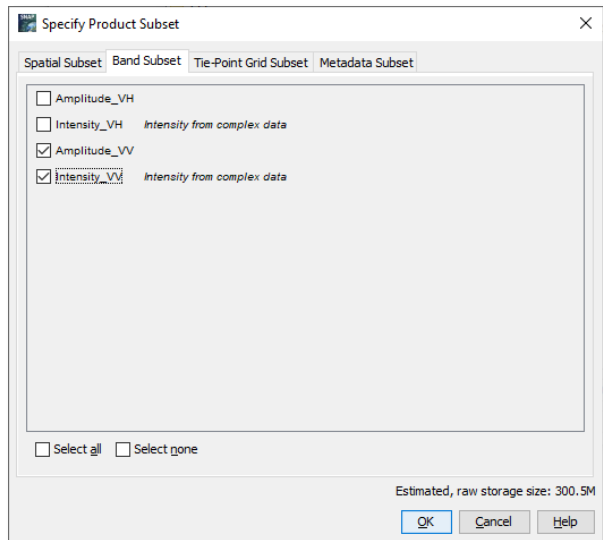 SNAP
Specify Product Subset
Spatial Subset Band Subset Tie-Point Grid Subset Metadata Subset
Amplitude_VH
Intensity_VH Intensity from complex data
Amplitude_VV
Intensity_VV Intensity from complex data
Select all Select none
Estimated, raw storage size: 300.5M
OK Cancel Help